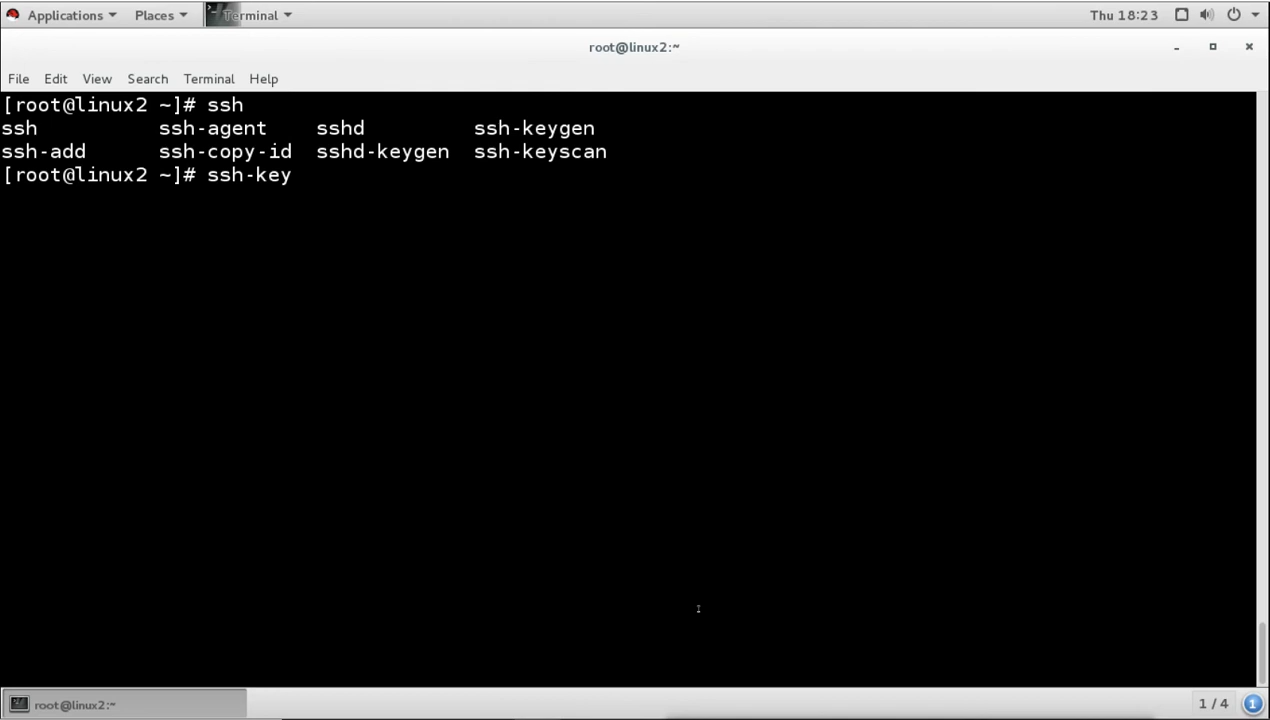 Applications Places Terminal Thu 18:23
root@linux2:~
File Edit View Search Terminal Help
[root@linux2 ~]# ssh
ssh ssh-agent sshd ssh-keygen
ssh-add ssh-copy-id sshd-keygen ssh-keyscan
[root@linux2 ~]# ssh-key
root@linux2:~ 1 / 4 1